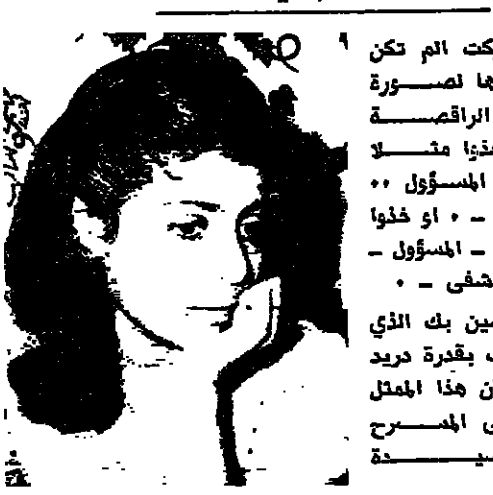 كت الم تكن
ها لصورة
الراقصة
خذوا مثلا
المسؤول ..
ـ . او خذوا
ـ المسؤول ـ
شفى ـ .
مين بك الذي
بقدرة دريد
ن هذا الممثل
المسرح